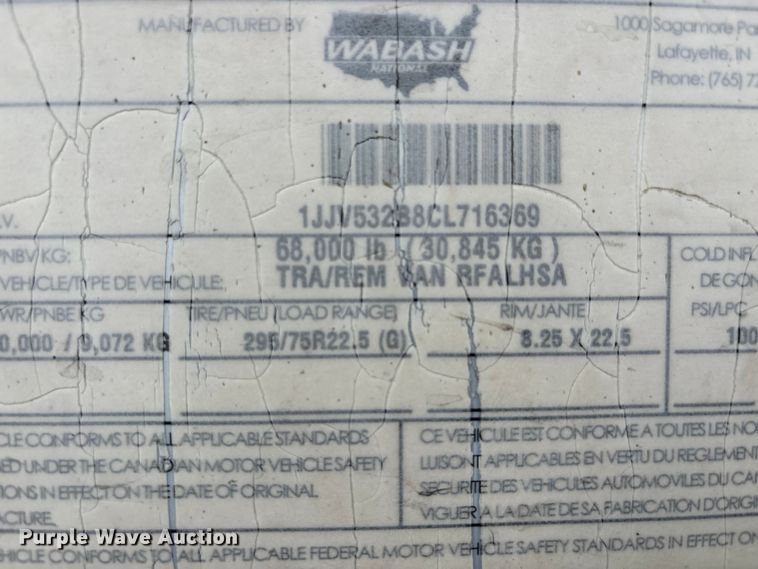 MANUFACTURED BY
WABASH
NATIONAL
1000 Sagamore Par
Lafayette, IN
Phone: (765) 72
.V. 1JJV532B8CL716369
PNBV KG: 68,000 lb ( 30,845 KG )
VEHICLE/TYPE DE VEHICULE: TRA/REM VAN RFALHSA
COLD INFL
DE GON
WR/PNBE KG TIRE/PNEU (LOAD RANGE) RIM/JANTE PSI/LPC
0,000 / 9,072 KG 295/75R22.5 (G) 8.25 X 22.5 100
CLE CONFORMS TO ALL APPLICABLE STANDARDS
ED UNDER THE CANADIAN MOTOR VEHICLE SAFETY
TIONS IN EFFECT ON THE DATE OF ORIGINAL
ACTURE.
CE VEHICULE EST CONFORME A TOUTES LES NO
LUISONT APPLICABLES EN VERTU DU REGLEMENT
SECURITE DES VEHICULES AUTOMOVILES DU CA
VIGUER A LA DATE DE SA FABRICATION D'ORIGI
HICLE CONFORMS TO ALL APPLICABLE FEDERAL MOTOR VEHICLE SAFETY STANDARDS IN EFFECT ON
Purple Wave Auction